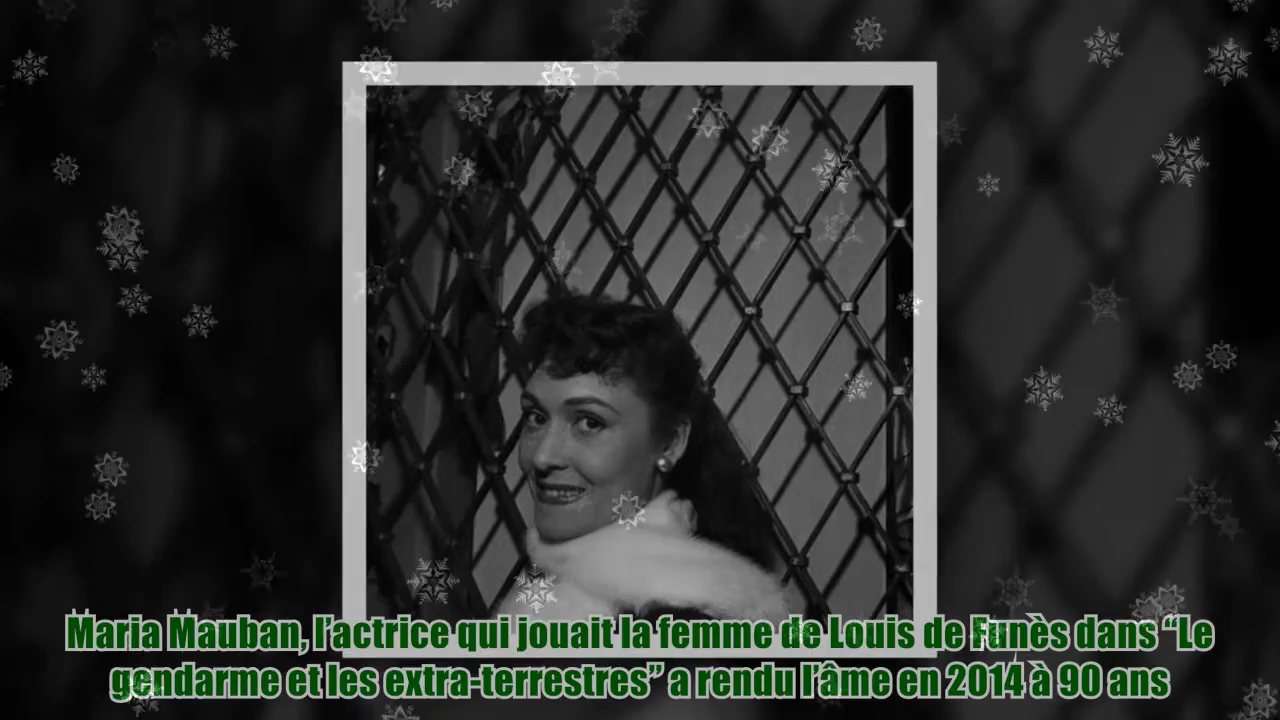 Maria Mauban, l’actrice qui jouait la femme de Louis de Funès dans “Le
gendarme et les extra-terrestres” a rendu l’âme en 2014 à 90 ans